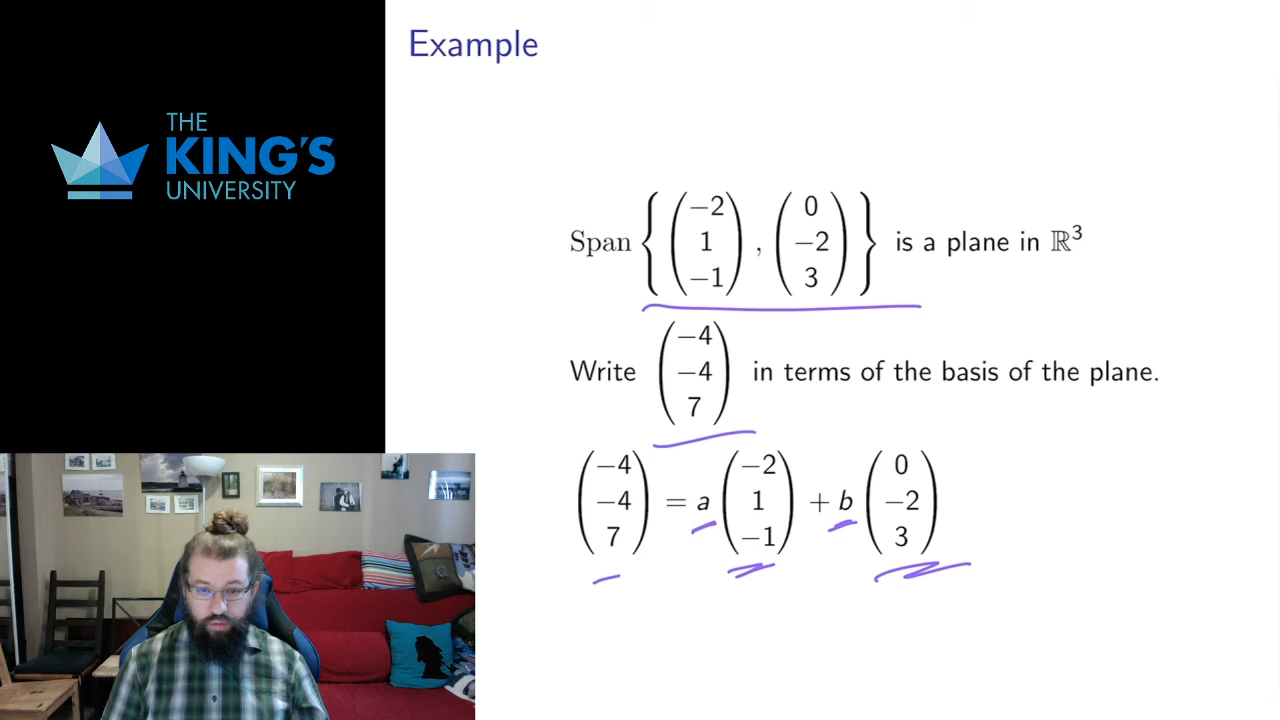 THE
KING'S
UNIVERSITY
Example
Span { (−2 1 −1), (0 −2 3) } is a plane in ℝ³
Write (−4 −4 7) in terms of the basis of the plane.
(−4 −4 7) = a (−2 1 −1) + b (0 −2 3)